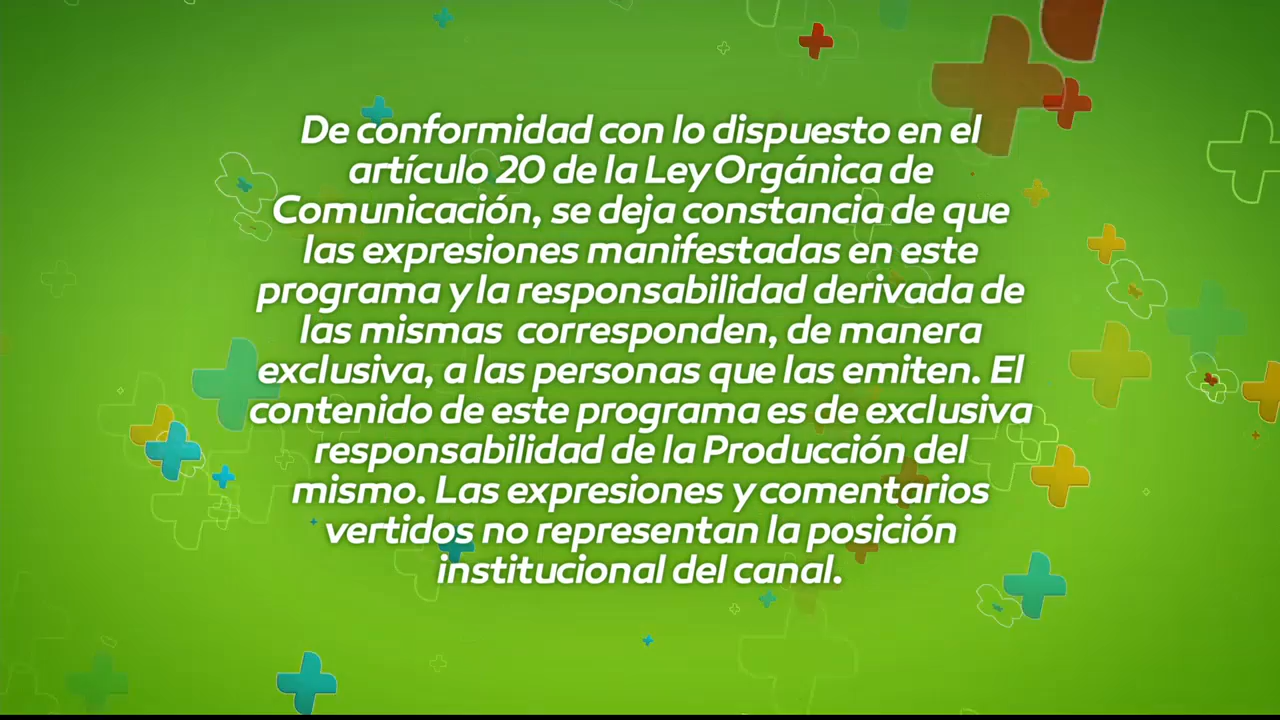 De conformidad con lo dispuesto en el
artículo 20 de la Ley Orgánica de
Comunicación, se deja constancia de que
las expresiones manifestadas en este
programa y la responsabilidad derivada de
las mismas corresponden, de manera
exclusiva, a las personas que las emiten. El
contenido de este programa es de exclusiva
responsabilidad de la Producción del
mismo. Las expresiones y comentarios
vertidos no representan la posición
institucional del canal.